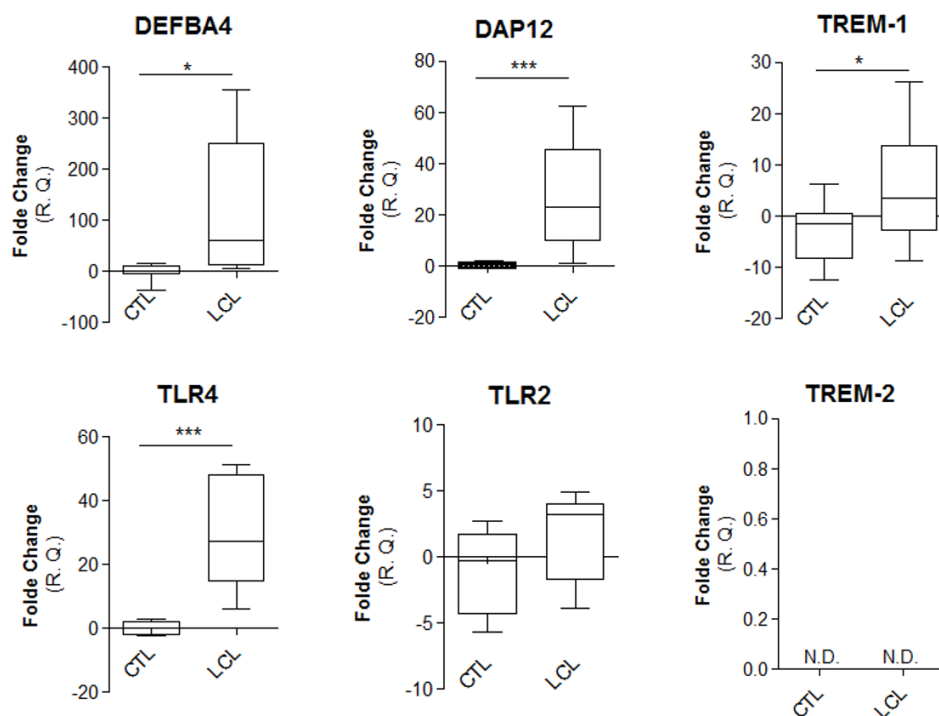 DEFBA4
*
Folde Change
(R. Q.)
400
300
200
100
0
-100
CTL
LCL
DAP12
***
Folde Change
(R. Q.)
80
60
40
20
0
-20
CTL
LCL
TREM-1
*
Folde Change
(R. Q.)
30
20
10
0
-10
-20
CTL
LCL
TLR4
***
Folde Change
(R. Q.)
60
40
20
0
-20
CTL
LCL
TLR2
Folde Change
(R. Q.)
10
5
0
-5
-10
CTL
LCL
TREM-2
Folde Change
(R. Q.)
1.0
0.8
0.6
0.4
0.2
0.0
N.D.
N.D.
CTL
LCL